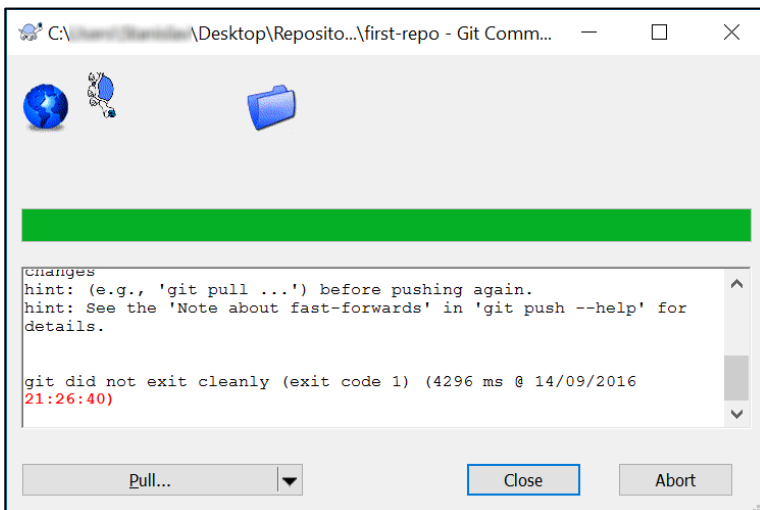 C:\ \Desktop\Reposito...\first-repo - Git Comm...
changes
hint: (e.g., 'git pull ...') before pushing again.
hint: See the 'Note about fast-forwards' in 'git push --help' for
details.
git did not exit cleanly (exit code 1) (4296 ms @ 14/09/2016
21:26:40)
Pull...
Close
Abort